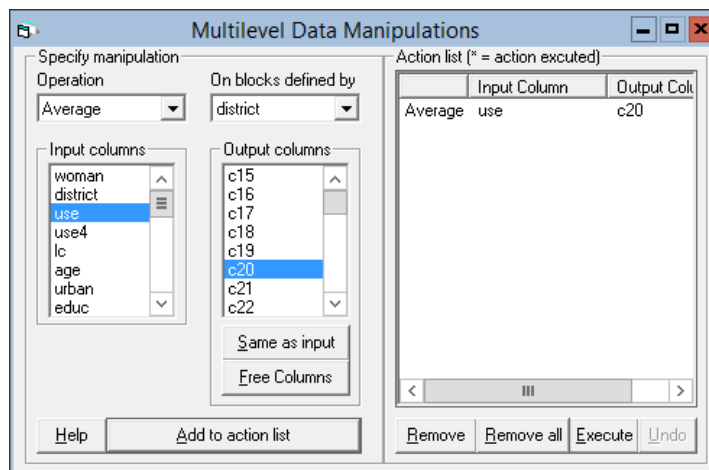 Multilevel Data Manipulations
Specify manipulation
Operation
On blocks defined by
Average
district
Input columns
woman
district
use
use4
lc
age
urban
educ
Output columns
c15
c16
c17
c18
c19
c20
c21
c22
Same as input
Free Columns
Help
Add to action list
Action list (* = action excuted)
Input Column Output Colu
Average use c20
Remove Remove all Execute Undo